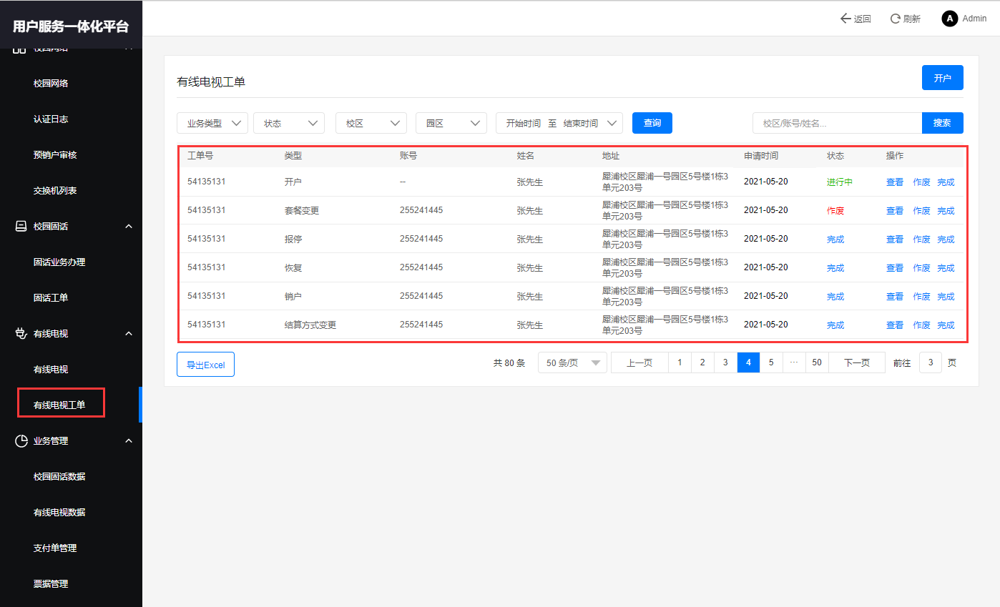 用户服务一体化平台
返回
刷新
A
Admin
校园网络
校园网络
认证日志
预销户审核
交换机列表
校园固话
固话业务办理
固话工单
有线电视
有线电视
有线电视工单
业务管理
校园固话数据
有线电视数据
支付单管理
票据管理
有线电视工单
开户
业务类型 状态 校区 园区 开始时间 至 结束时间 查询 校区/账号/姓名... 搜索
工单号 类型 账号 姓名 地址 申请时间 状态 操作
54135131 开户 -- 张先生 犀浦校区犀浦一号园区5号楼1栋3 2021-05-20 进行中 查看 作废 完成
单元203号
54135131 套餐变更 255241445 张先生 犀浦校区犀浦一号园区5号楼1栋3 2021-05-20 作废 查看 作废 完成
单元203号
54135131 报停 255241445 张先生 犀浦校区犀浦一号园区5号楼1栋3 2021-05-20 完成 查看 作废 完成
单元203号
54135131 恢复 255241445 张先生 犀浦校区犀浦一号园区5号楼1栋3 2021-05-20 完成 查看 作废 完成
单元203号
54135131 销户 255241445 张先生 犀浦校区犀浦一号园区5号楼1栋3 2021-05-20 完成 查看 作废 完成
单元203号
54135131 结算方式变更 255241445 张先生 犀浦校区犀浦一号园区5号楼1栋3 2021-05-20 完成 查看 作废 完成
单元203号
导出Excel 共 80 条 50 条/页 上一页 1 2 3 4 5 ··· 50 下一页 前往 3 页